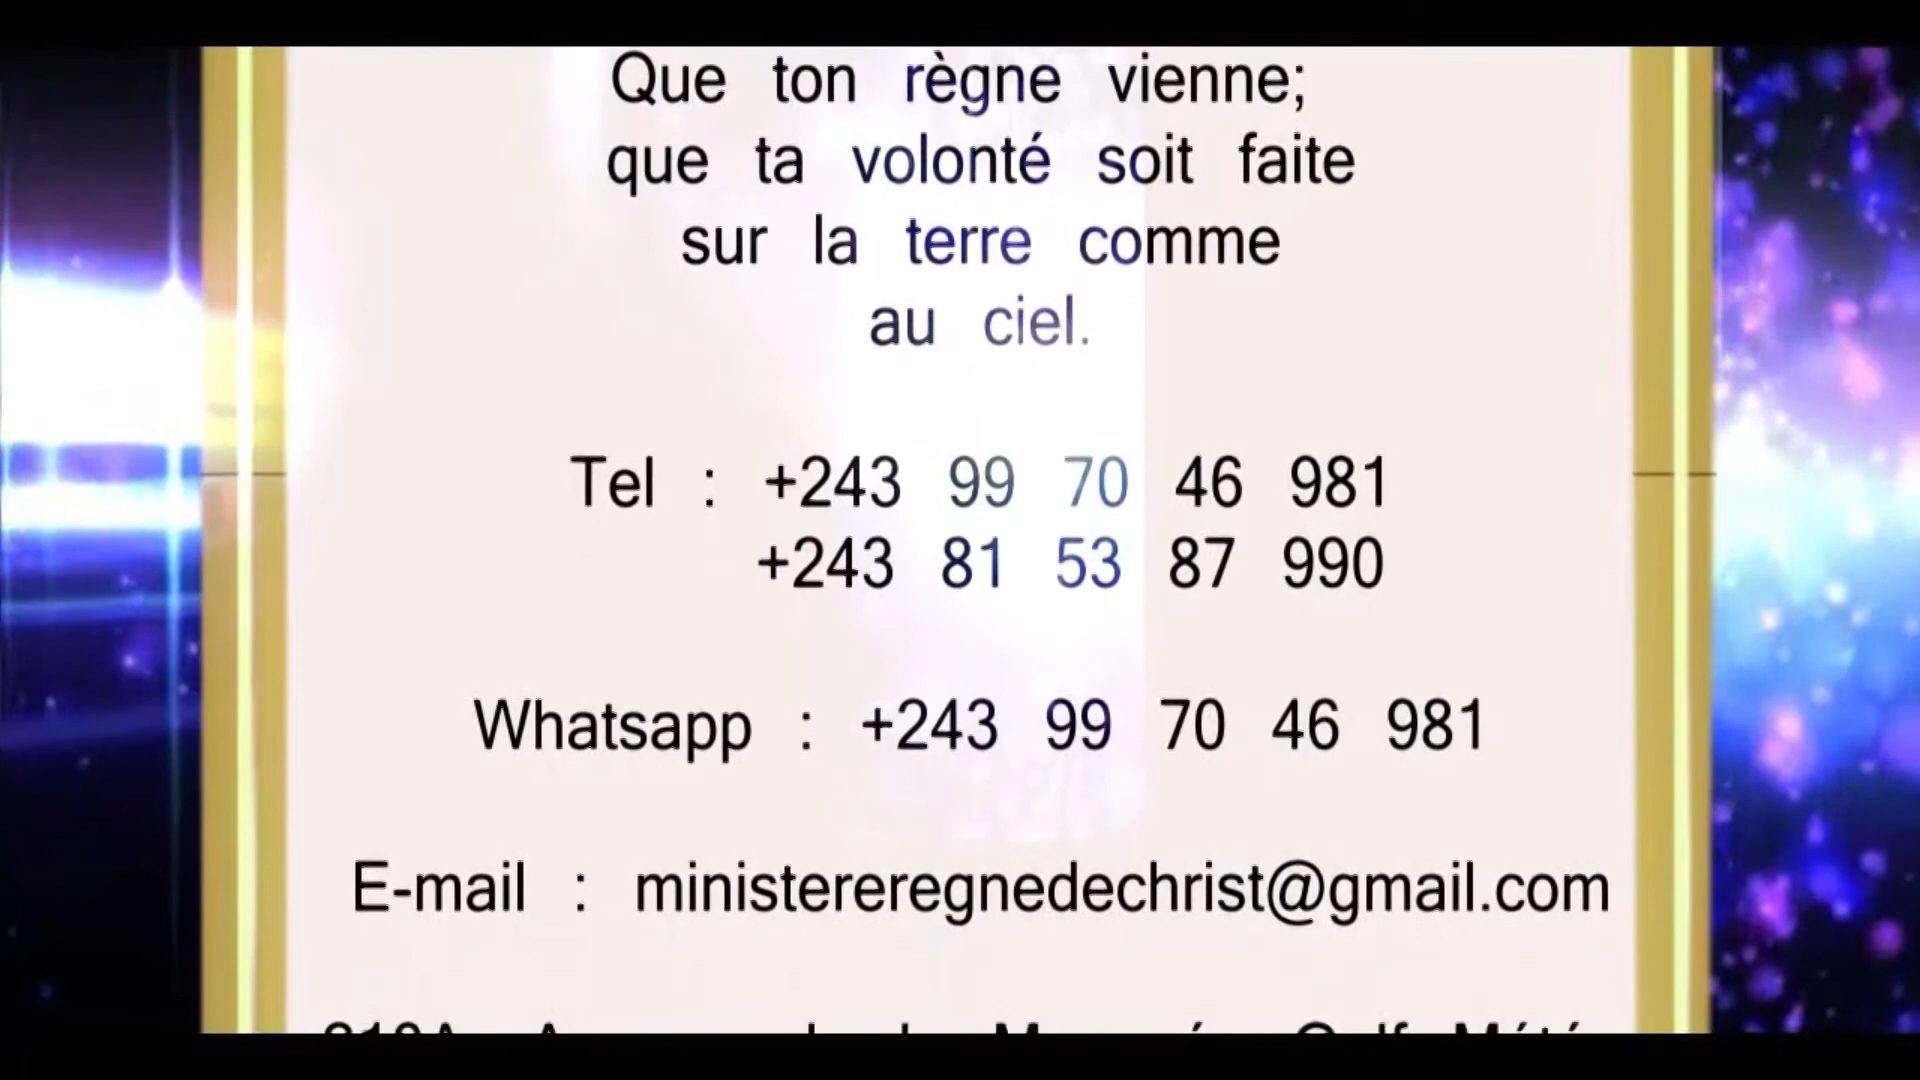 Que ton règne vienne;
que ta volonté soit faite
sur la terre comme
au ciel.
Tel : +243 99 70 46 981
+243 81 53 87 990
Whatsapp : +243 99 70 46 981
E-mail : ministereregnedechrist@gmail.com